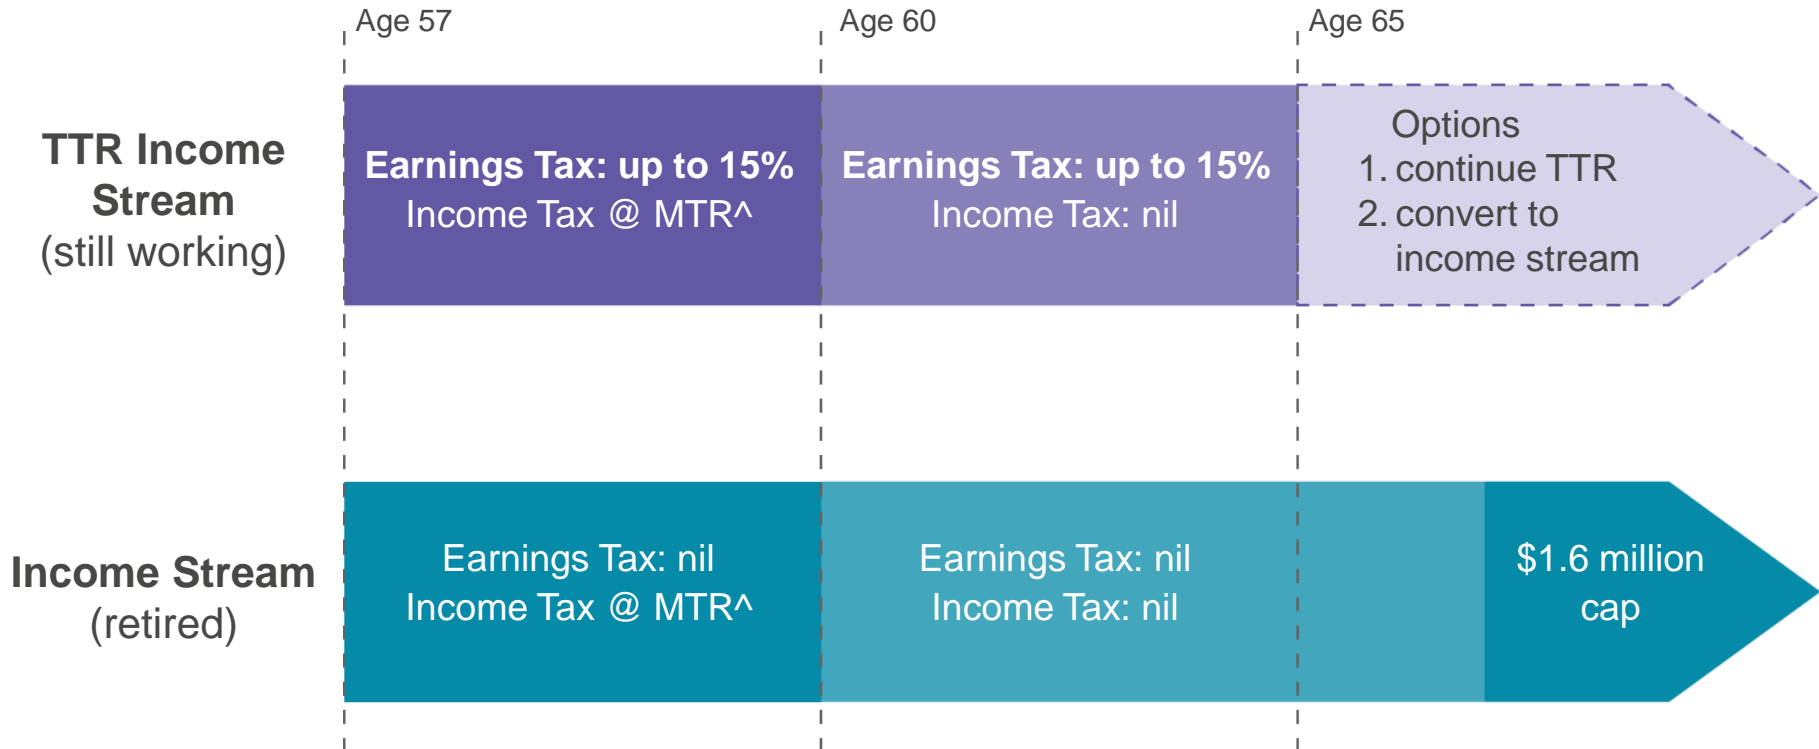 Age 57
Age 60
Age 65
TTR Income
Stream
(still working)
Earnings Tax: up to 15%
Income Tax @ MTR^
Earnings Tax: up to 15%
Income Tax: nil
Options
1. continue TTR
2. convert to
income stream
Income Stream
(retired)
Earnings Tax: nil
Income Tax @ MTR^
Earnings Tax: nil
Income Tax: nil
$1.6 million
cap